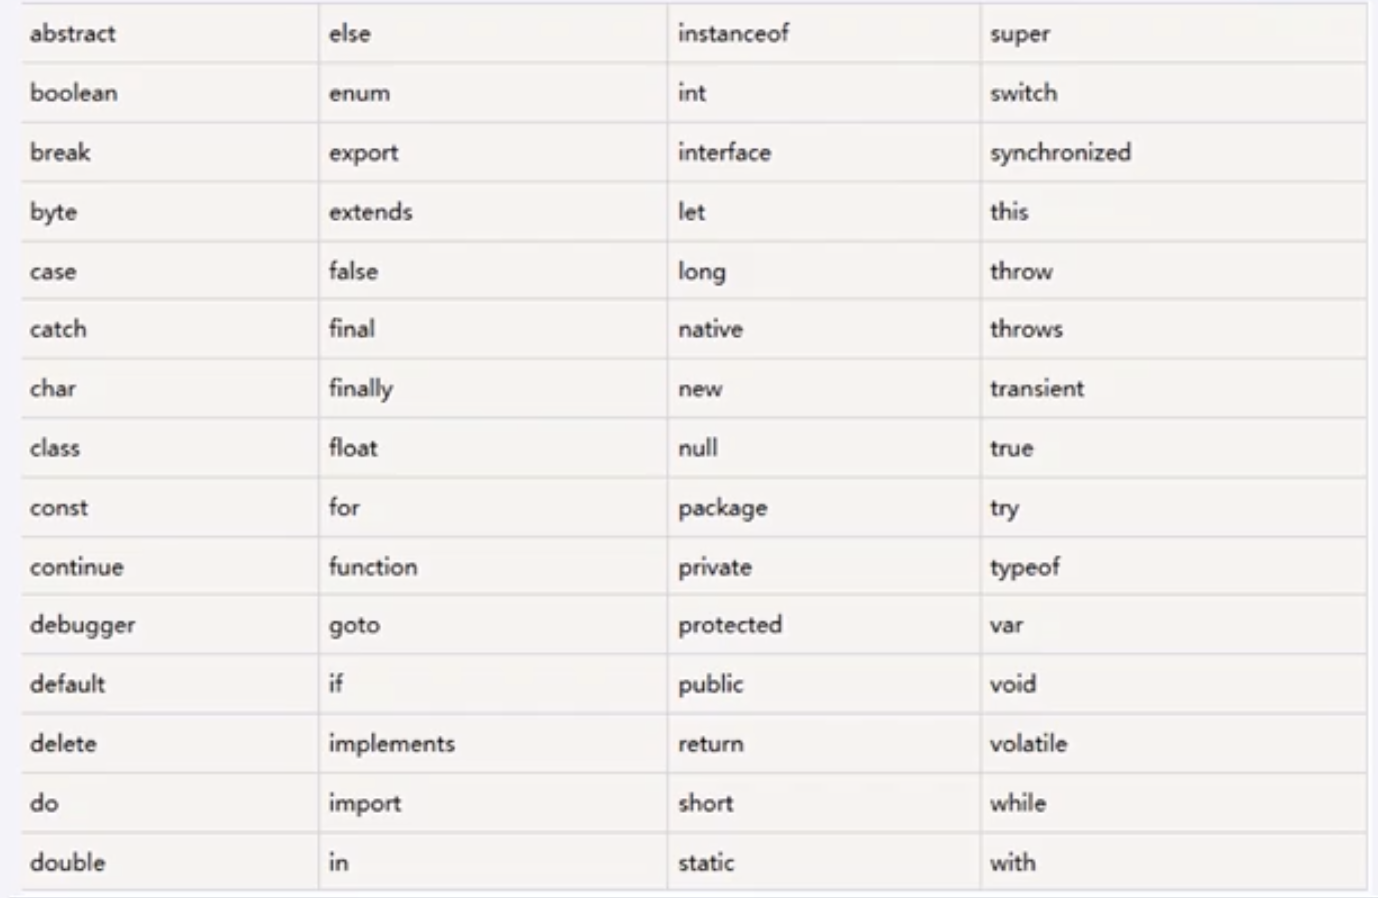 abstract else instanceof super
boolean enum int switch
break export interface synchronized
byte extends let this
case false long throw
catch final native throws
char finally new transient
class float null true
const for package try
continue function private typeof
debugger goto protected var
default if public void
delete implements return volatile
do import short while
double in static with